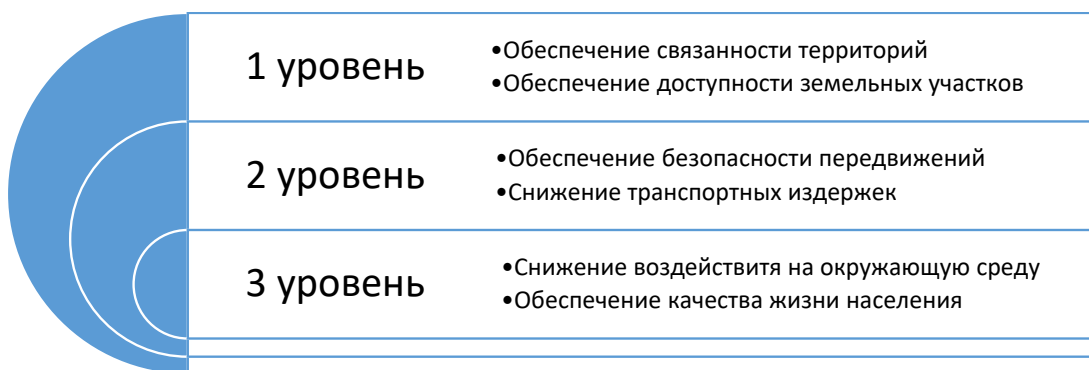 1 уровень
•Обеспечение связанности территорий
•Обеспечение доступности земельных участков
2 уровень
•Обеспечение безопасности передвижений
•Снижение транспортных издержек
3 уровень
•Снижение воздействитя на окружающую среду
•Обеспечение качества жизни населения